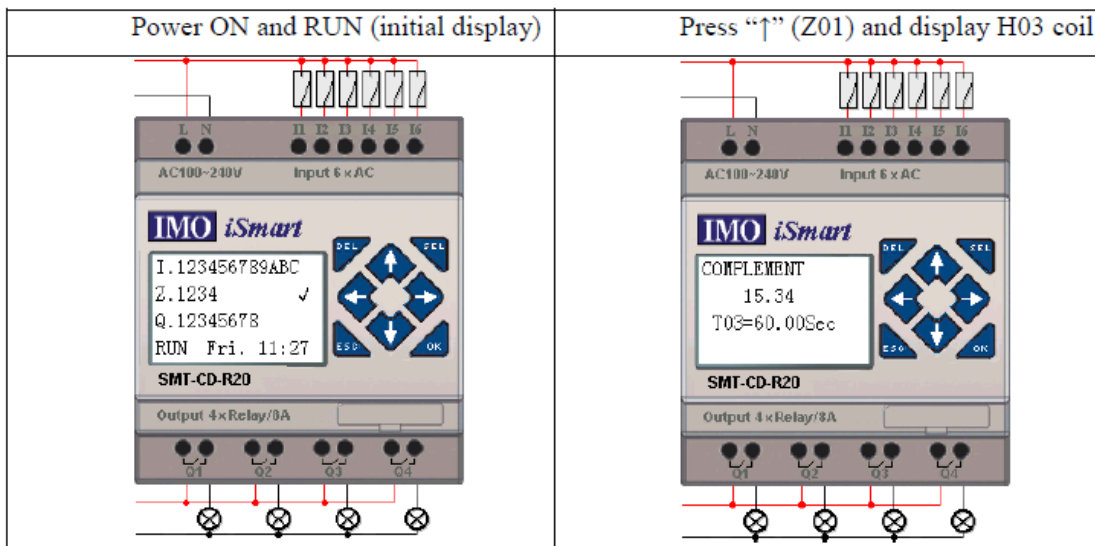 Power ON and RUN (initial display)
L N I1 I2 I3 I4 I5 I6
AC100~240V Input 6 x AC
IMO iSmart
DEL SEL
I.123456789ABC
Z.1234 ✓
Q.12345678
RUN Fri. 11:27
ESC OK
SMT-CD-R20
Output 4 x Relay/8A
Q1 Q2 Q3 Q4
Press “↑” (Z01) and display H03 coil
L N I1 I2 I3 I4 I5 I6
AC100~240V Input 6 x AC
IMO iSmart
DEL SEL
COMPLEMENT
15.34
T03=60.00Sec
ESC OK
SMT-CD-R20
Output 4 x Relay/8A
Q1 Q2 Q3 Q4